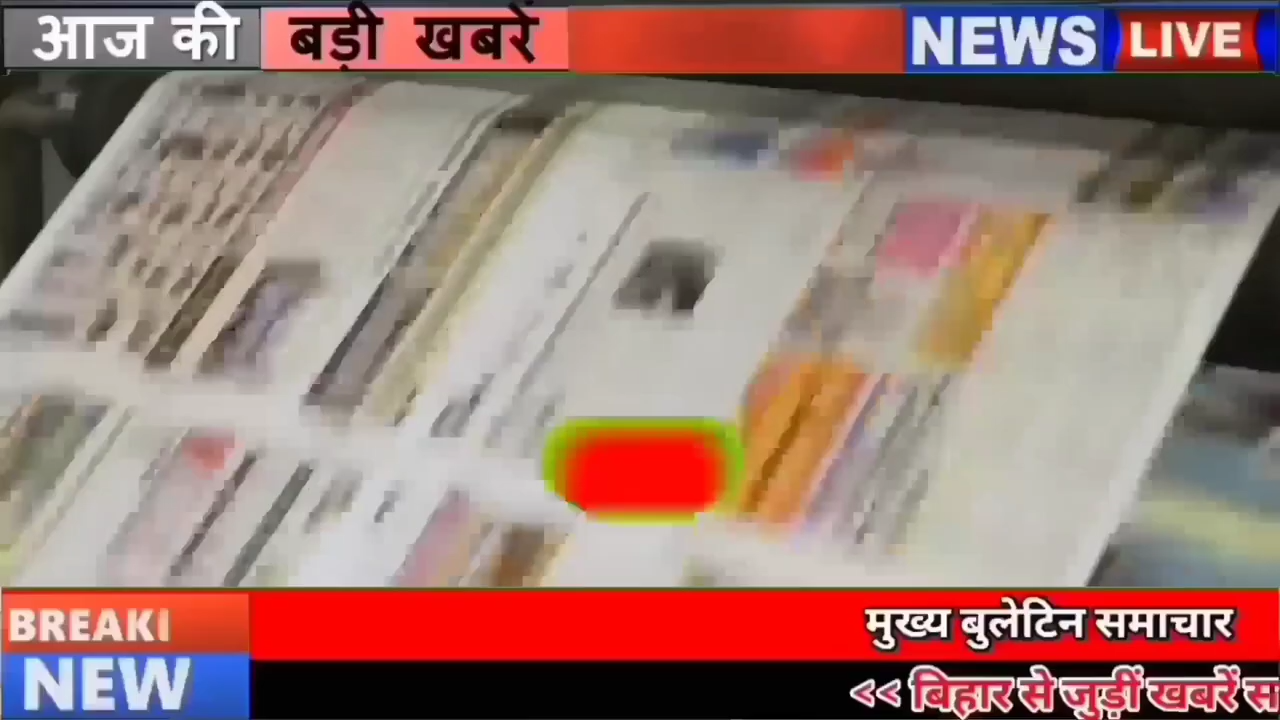 आज की बड़ी खबरें NEWS LIVE
BREAKI
NEW
मुख्य बुलेटिन समाचार
<< बिहार से जुड़ीं खबरें स